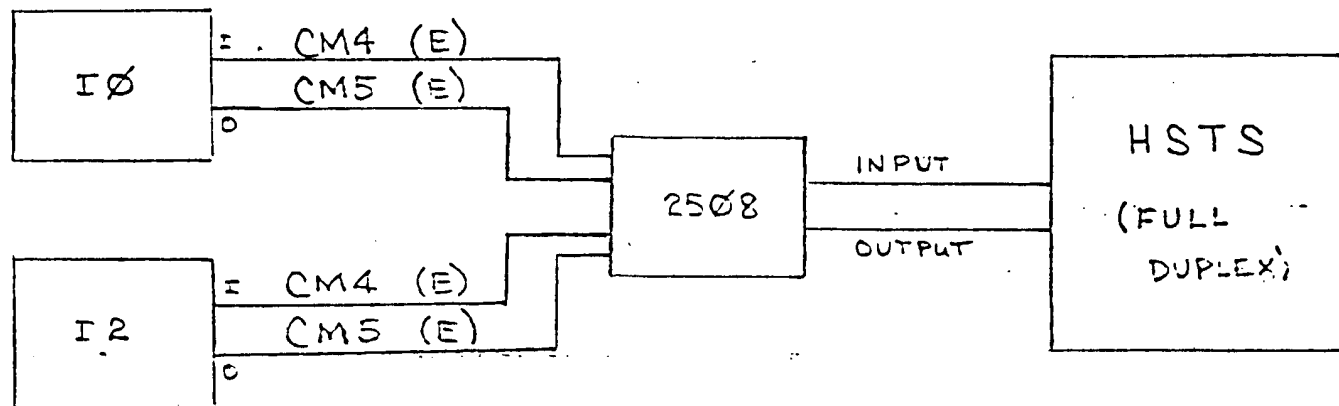 IØ
I
CM4 (E)
CM5 (E)
O
I2
I
CM4 (E)
CM5 (E)
O
25Ø8
INPUT
OUTPUT
HSTS
(FULL
DUPLEX)